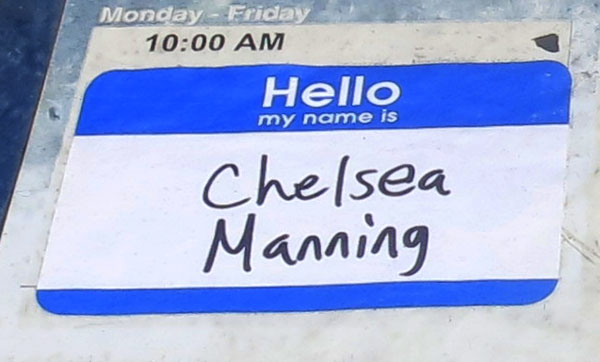 Monday - Friday
10:00 AM
Hello
my name is
Chelsea
Manning